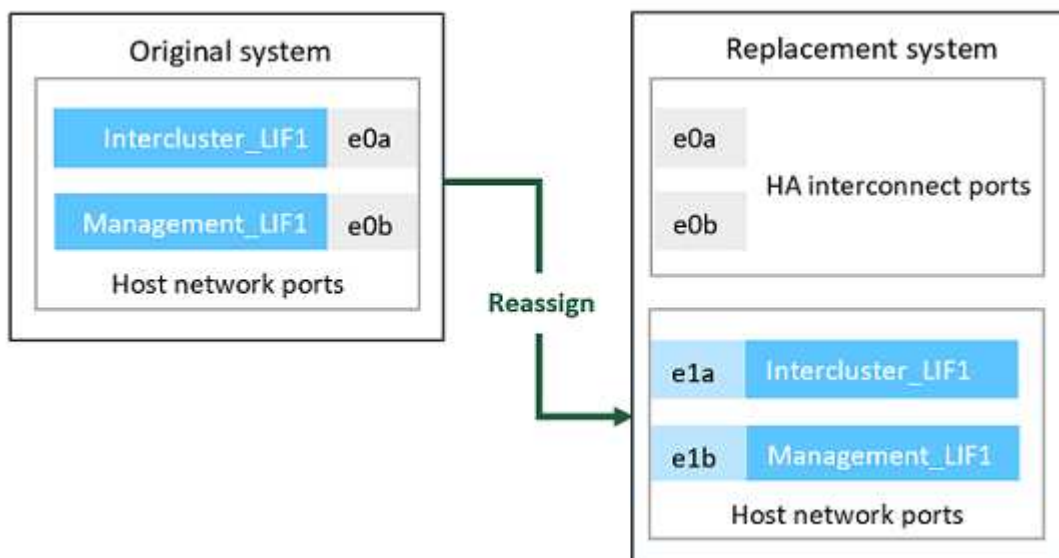 Original system
Intercluster_LIF1 e0a
Management_LIF1 e0b
Host network ports
Reassign
Replacement system
e0a
HA interconnect ports
e0b
e1a Intercluster_LIF1
e1b Management_LIF1
Host network ports